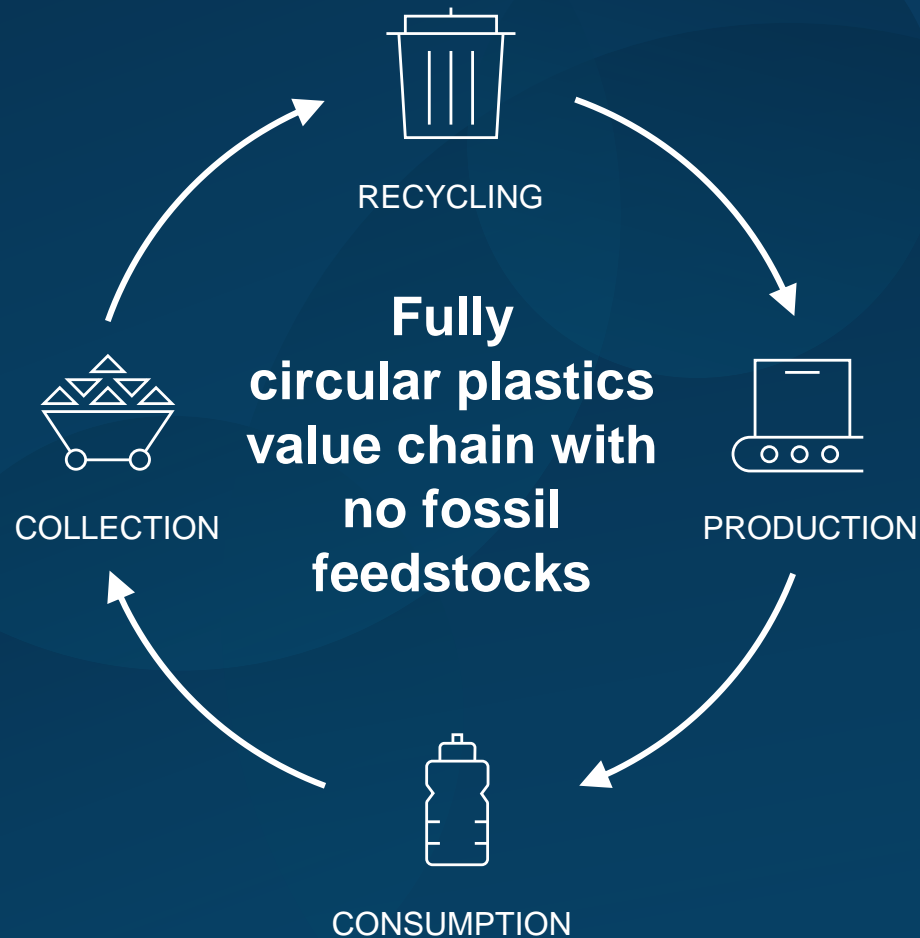 RECYCLING
Fully
circular plastics
value chain with
no fossil
feedstocks
COLLECTION
PRODUCTION
CONSUMPTION